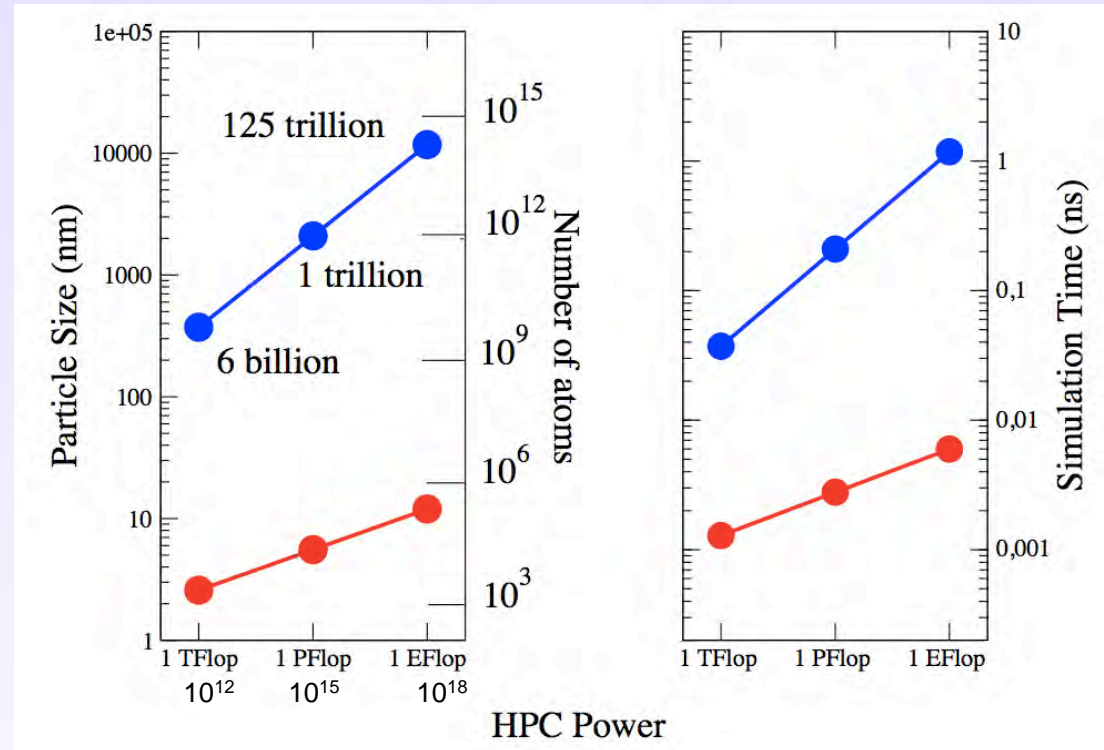 Particle Size (nm)
1e+05
10000
1000
100
10
1
125 trillion
1 trillion
6 billion
10^15
10^12
10^9
10^6
10^3
Number of atoms
1 TFlop 1 PFlop 1 EFlop
10^12 10^15 10^18
10
1
0,1
0,01
0,001
Simulation Time (ns)
1 TFlop 1 PFlop 1 EFlop
HPC Power